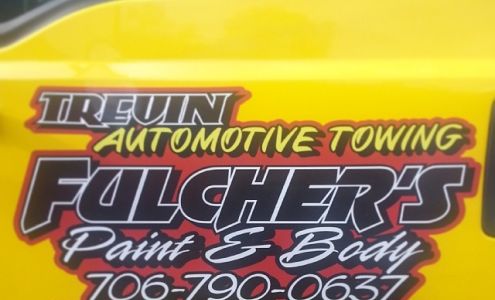 TREVIN
AUTOMOTIVE TOWING
FULCHER'S
Paint & Body
706-790-0637